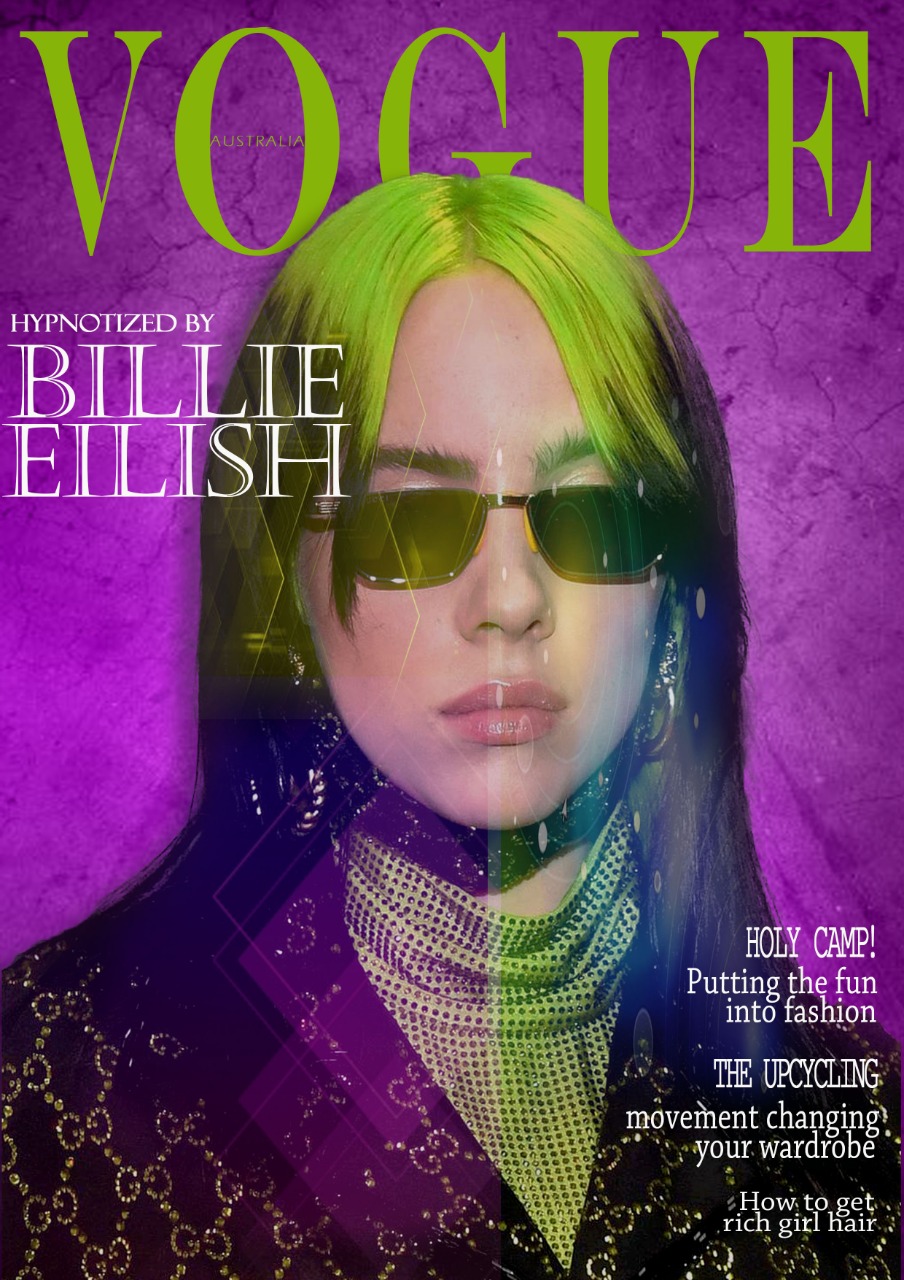 VOGUE
AUSTRALIA
HYPNOTIZED BY
BILLIE
EILISH
HOLY CAMP!
Putting the fun
into fashion
THE UPCYCLING
movement changing
your wardrobe
How to get
rich girl hair